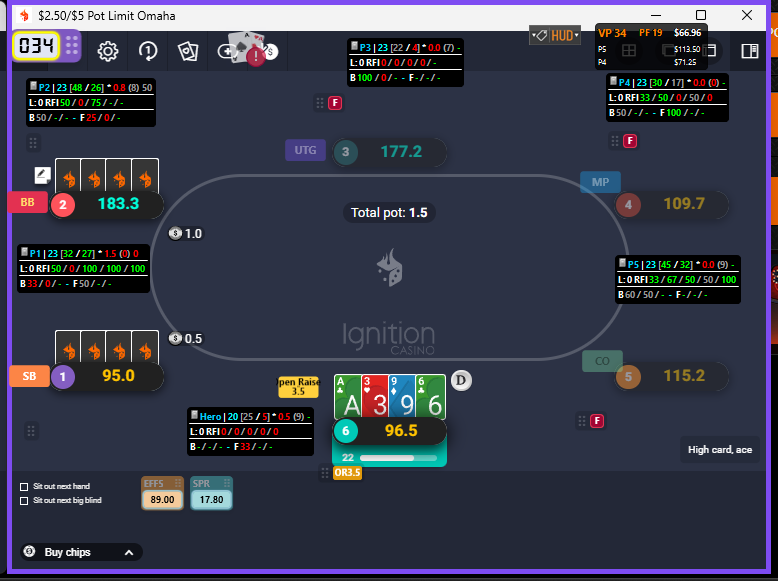 $2.50/$5 Pot Limit Omaha
034
HUD
VP 34 PF 19 $66.96
P5 $113.50
P4 $71.25
P3 | 23 [22 / 4] * 0.0 (7) -
L: 0 RFI 0 / 0 / 0 / 0 / -
B 100 / 0 / - - F - / - / -
F
P2 | 23 [48 / 26] * 0.8 (8) 50
L: 0 RFI 50 / 0 / 75 / - / -
B 50 / - / - - F 25 / 0 / -
P4 | 23 [30 / 17] * 0.0 (0) -
L: 0 RFI 33 / 50 / 0 / 50 / 0
B 50 / - / - - F 100 / - / -
F
UTG 3 177.2
MP
4 109.7
BB 2 183.3
Total pot: 1.5
$ 1.0
P1 | 23 [32 / 27] * 1.5 (0) 0
L: 0 RFI 50 / 0 / 100 / 100 / 100
B 33 / 0 / - - F 50 / - / -
P5 | 23 [45 / 32] * 0.0 (9) -
L: 0 RFI 33 / 67 / 50 / 50 / 100
B 60 / 50 / - - F - / - / -
Ignition
CASINO
$ 0.5
SB 1 95.0
CO
5 115.2
Open Raise
3.5
A 3 9 6
A 3 9 6
D
Hero | 20 [25 / 5] * 0.5 (9) -
L: 0 RFI 0 / 0 / 0 / 0 / 0
B - / - / - - F 33 / - / -
6 96.5
F
High card, ace
22
OR3.5
Sit out next hand
Sit out next big blind
EFFS SPR
89.00 17.80
Buy chips